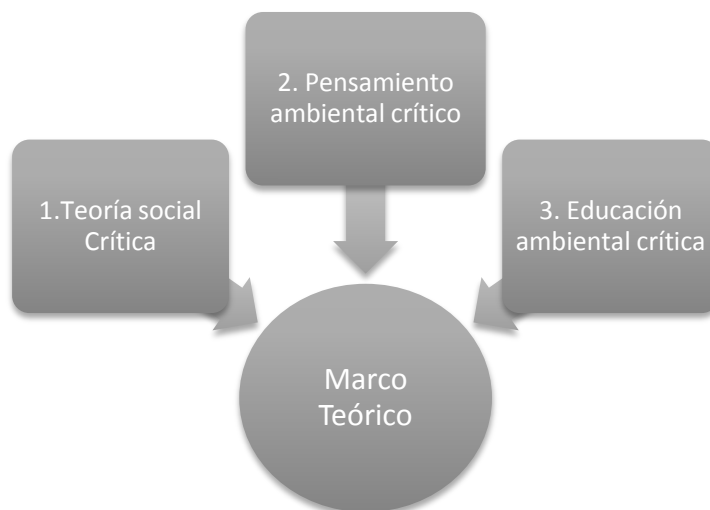 1.Teoría social
Crítica
2. Pensamiento
ambiental crítico
3. Educación
ambiental crítica
Marco
Teórico